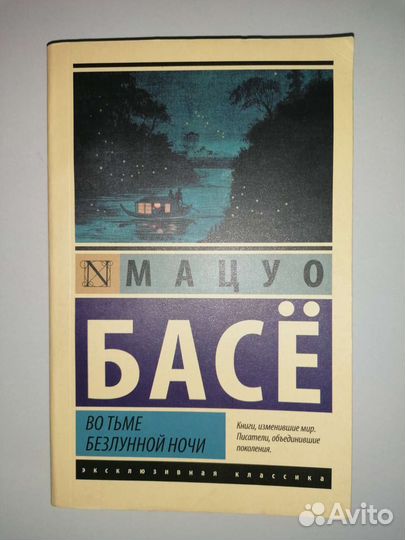 N МАЦУО
БАСЁ
ВО ТЬМЕ
БЕЗЛУННОЙ НОЧИ
Книги, изменившие мир.
Писатели, объединившие
поколения.
эксклюзивная классика
Avito